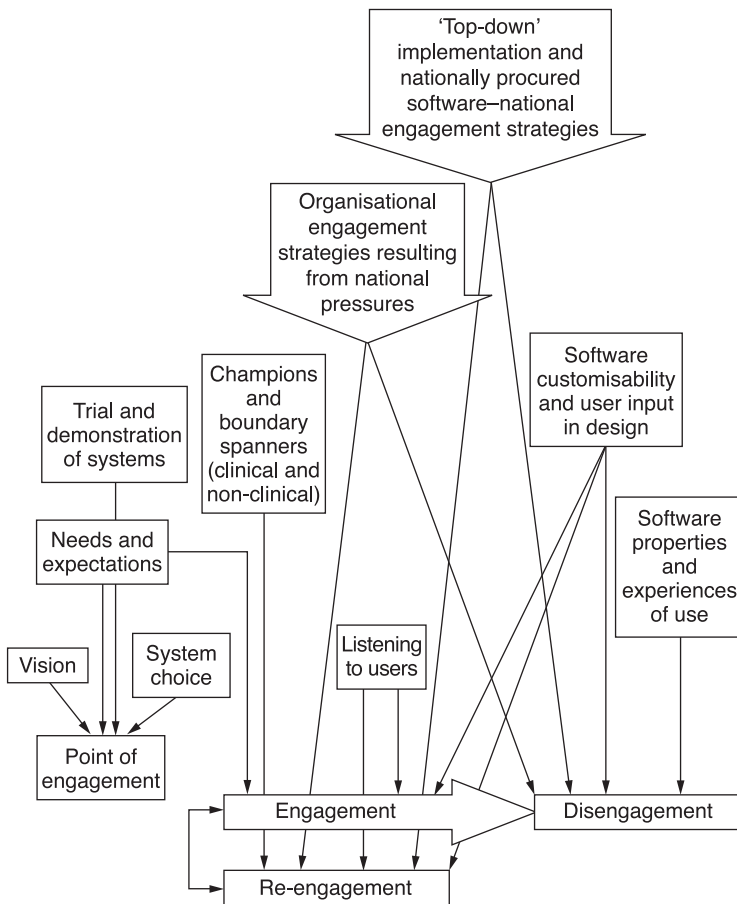 ‘Top-down’
implementation and
nationally procured
software–national
engagement strategies
Organisational
engagement
strategies resulting
from national
pressures
Champions
and
boundary
spanners
(clinical and
non-clinical)
Software
customisability
and user input
in design
Trial and
demonstration
of systems
Needs and
expectations
Software
properties
and
experiences
of use
Listening
to users
Vision
System
choice
Point of
engagement
Engagement
Disengagement
Re-engagement